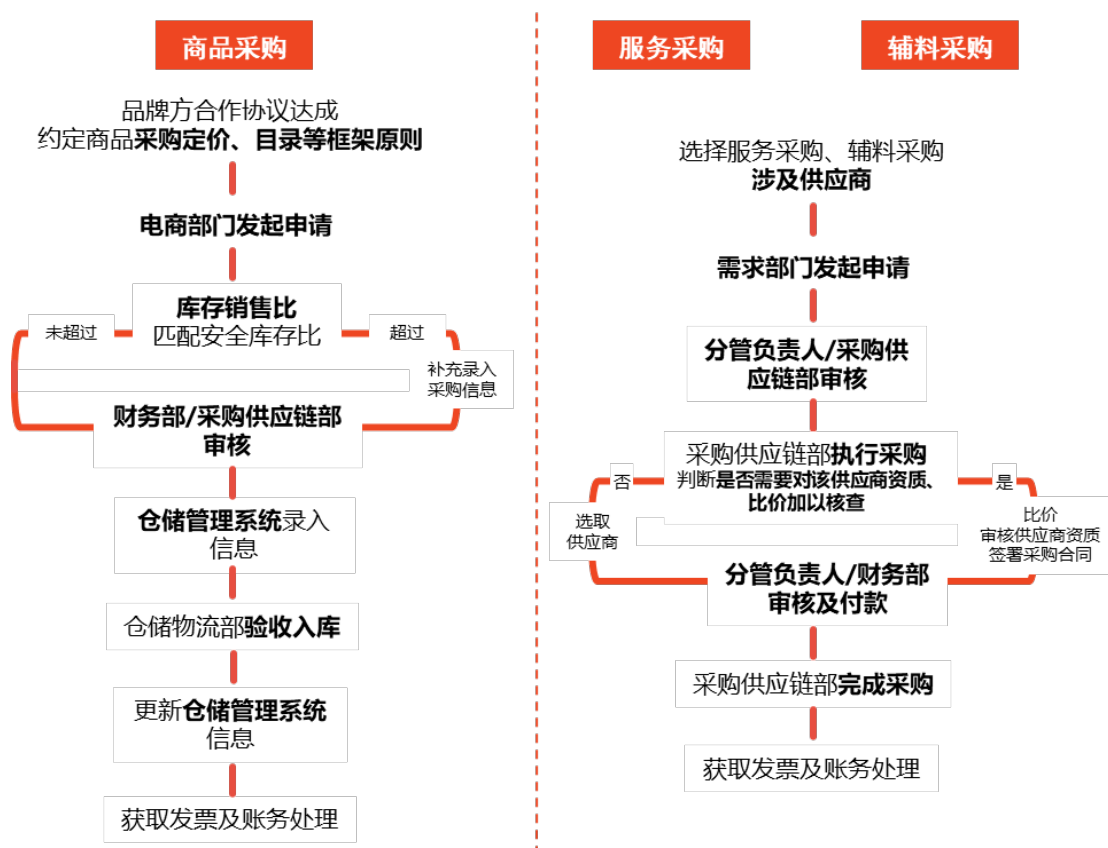 商品采购
品牌方合作协议达成
约定商品采购定价、目录等框架原则
电商部门发起申请
库存销售比
匹配安全库存比
未超过
超过
补充录入
采购信息
财务部/采购供应链部
审核
仓储管理系统录入
信息
仓储物流部验收入库
更新仓储管理系统
信息
获取发票及账务处理
服务采购
辅料采购
选择服务采购、辅料采购
涉及供应商
需求部门发起申请
分管负责人/采购供
应链部审核
采购供应链部执行采购
判断是否需要对该供应商资质、
比价加以核查
否
是
选取
供应商
比价
审核供应商资质
签署采购合同
分管负责人/财务部
审核及付款
采购供应链部完成采购
获取发票及账务处理